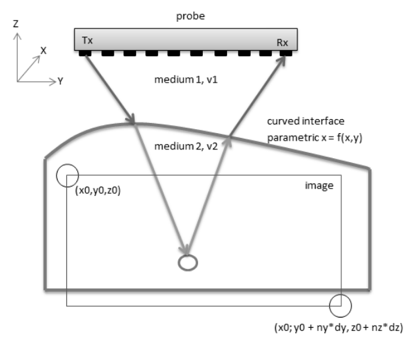 probe
Z
X
Y
Tx
Rx
medium 1, v1
curved interface
parametric x = f(x,y)
medium 2, v2
(x0,y0,z0)
image
(x0; y0 + ny*dy, z0 + nz*dz)